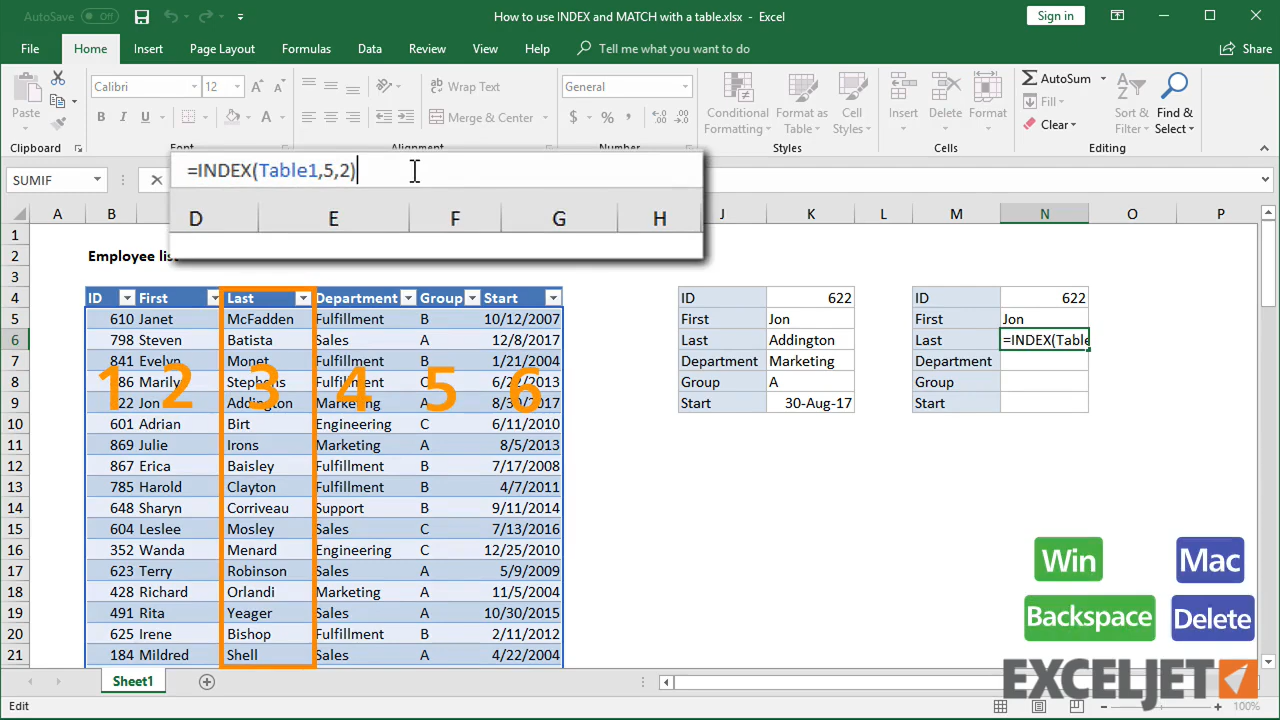 AutoSave Off
How to use INDEX and MATCH with a table.xlsx - Excel
Sign in
File Home Insert Page Layout Formulas Data Review View Help Tell me what you want to do Share
Paste
Clipboard
Calibri 12
B I U A
General
Wrap Text
Merge & Center
Alignment
$ % ,
Conditional Formatting
Format as Table
Cell Styles
Styles
Insert Delete Format
Cells
AutoSum
Fill
Clear
Sort & Filter
Find & Select
Editing
SUMIF
=INDEX(Table1,5,2)
D E F G H
A B J K L M N O P
1
2 Employee list
3
4 ID First Last Department Group Start ID 622 ID 622
5 610 Janet McFadden Fulfillment B 10/12/2007 First Jon First Jon
6 798 Steven Batista Sales A 12/8/2017 Last Addington Last =INDEX(Table
7 841 Evelyn Monet Fulfillment B 1/21/2004 Department Marketing Department
8 Stephens Fulfillment C 2013 Group A Group
9 Jon Addington Marketing A 2017 Start 30-Aug-17 Start
1 2 3 4 5 6
10 601 Adrian Birt Engineering C 6/11/2010
11 869 Julie Irons Marketing A 8/5/2013
12 867 Erica Baisley Fulfillment B 7/17/2008
13 785 Harold Clayton Fulfillment B 4/7/2011
14 648 Sharyn Corriveau Support B 9/11/2014
15 604 Leslee Mosley Sales C 7/13/2016
16 352 Wanda Menard Engineering C 12/25/2010
17 623 Terry Robinson Sales A 5/9/2009
18 428 Richard Orlandi Marketing A 11/5/2004
19 491 Rita Yeager Sales A 10/30/2015
20 625 Irene Bishop Fulfillment B 2/11/2012
21 184 Mildred Shell Sales A 4/22/2004
Win Mac
Backspace Delete
EXCELJET
Sheet1
Edit
100%